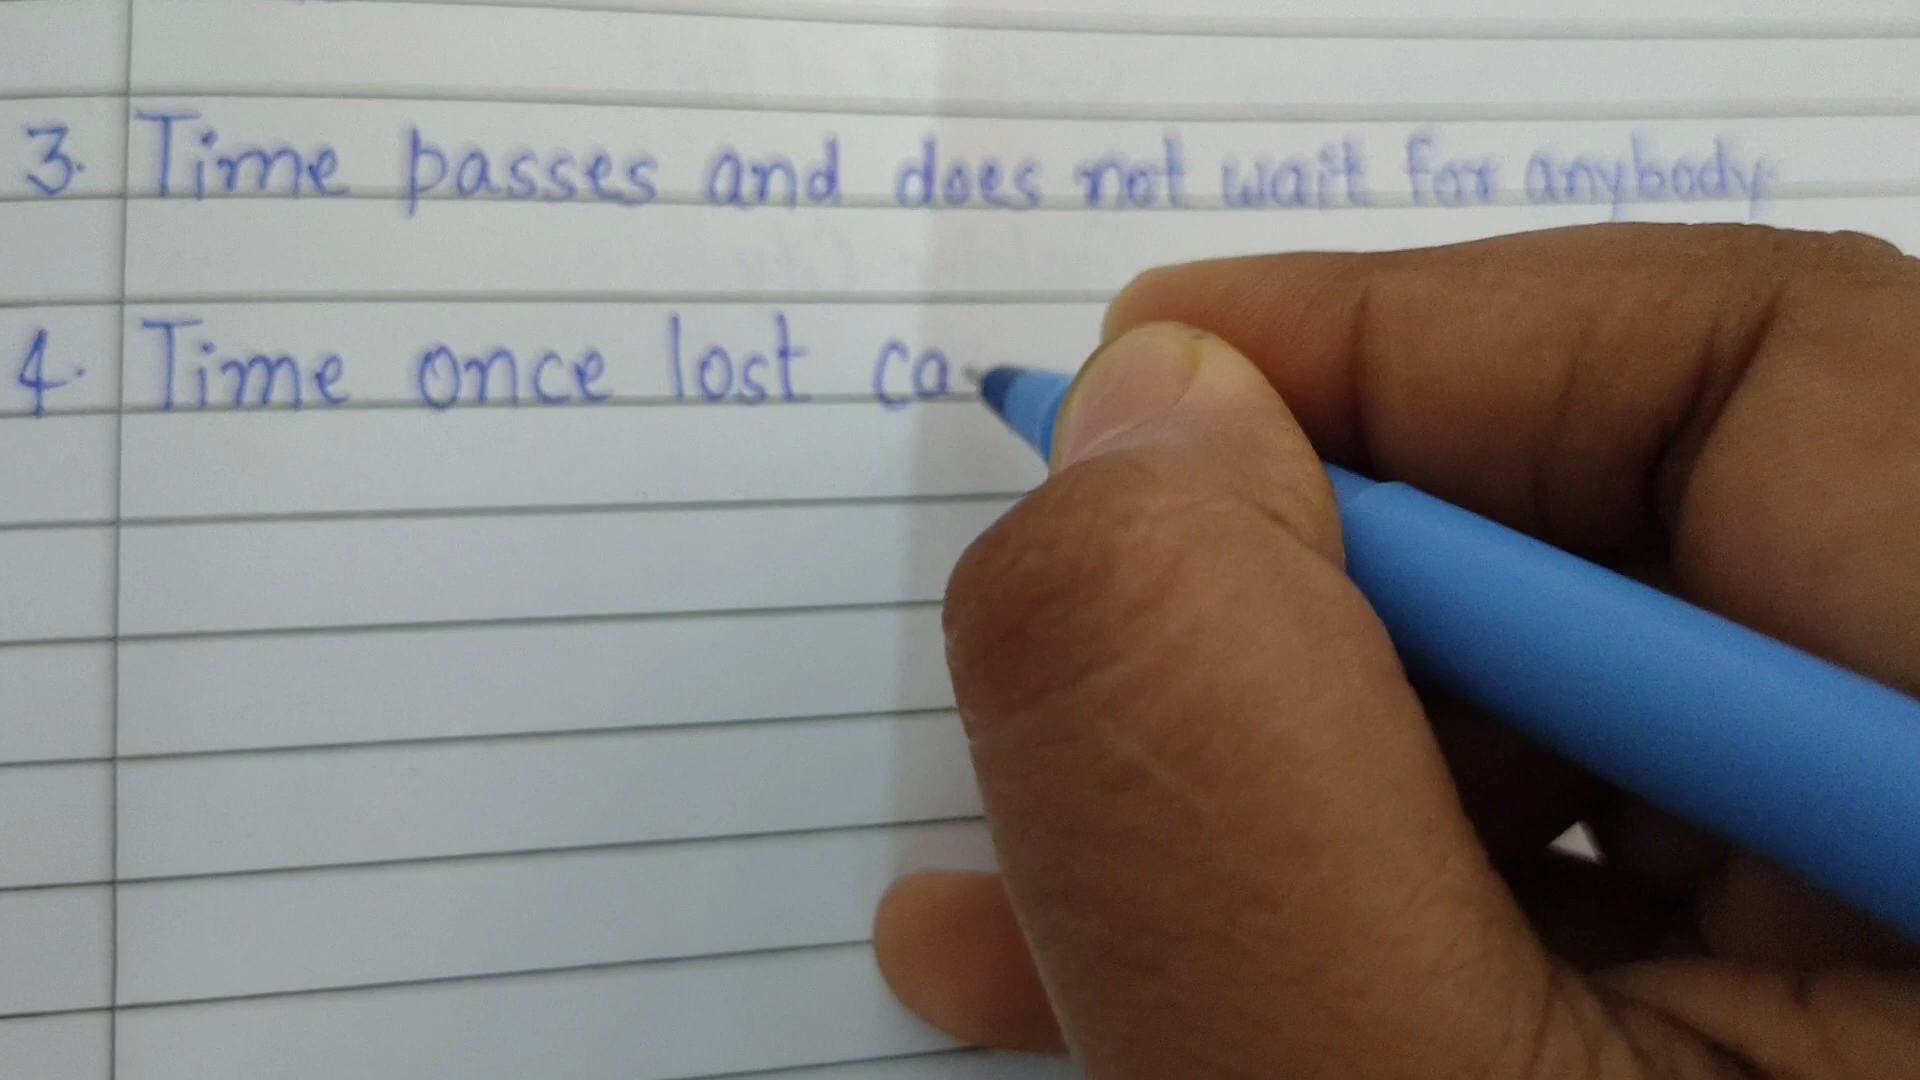 3. Time passes and does not wait for anybody
4. Time once lost ca